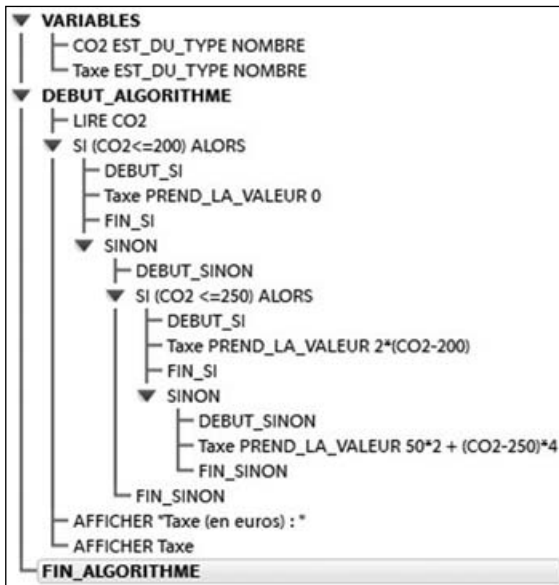 VARIABLES
CO2 EST_DU_TYPE NOMBRE
Taxe EST_DU_TYPE NOMBRE
DEBUT_ALGORITHME
LIRE CO2
SI (CO2<=200) ALORS
DEBUT_SI
Taxe PREND_LA_VALEUR 0
FIN_SI
SINON
DEBUT_SINON
SI (CO2 <=250) ALORS
DEBUT_SI
Taxe PREND_LA_VALEUR 2*(CO2-200)
FIN_SI
SINON
DEBUT_SINON
Taxe PREND_LA_VALEUR 50*2 + (CO2-250)*4
FIN_SINON
FIN_SINON
AFFICHER "Taxe (en euros) : "
AFFICHER Taxe
FIN_ALGORITHME